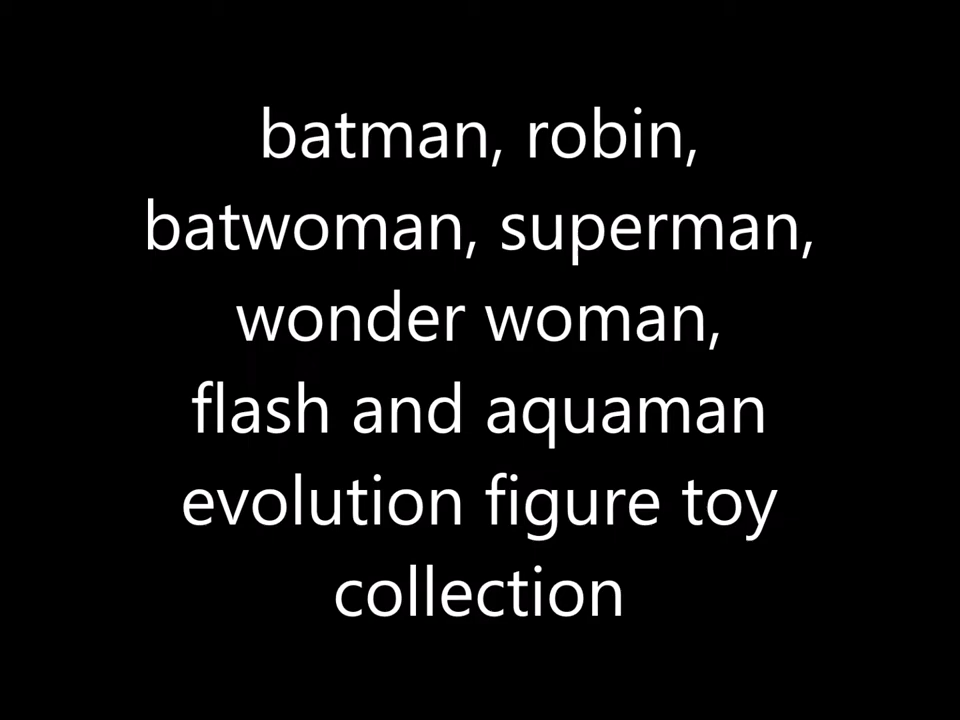 batman, robin,
batwoman, superman,
wonder woman,
flash and aquaman
evolution figure toy
collection